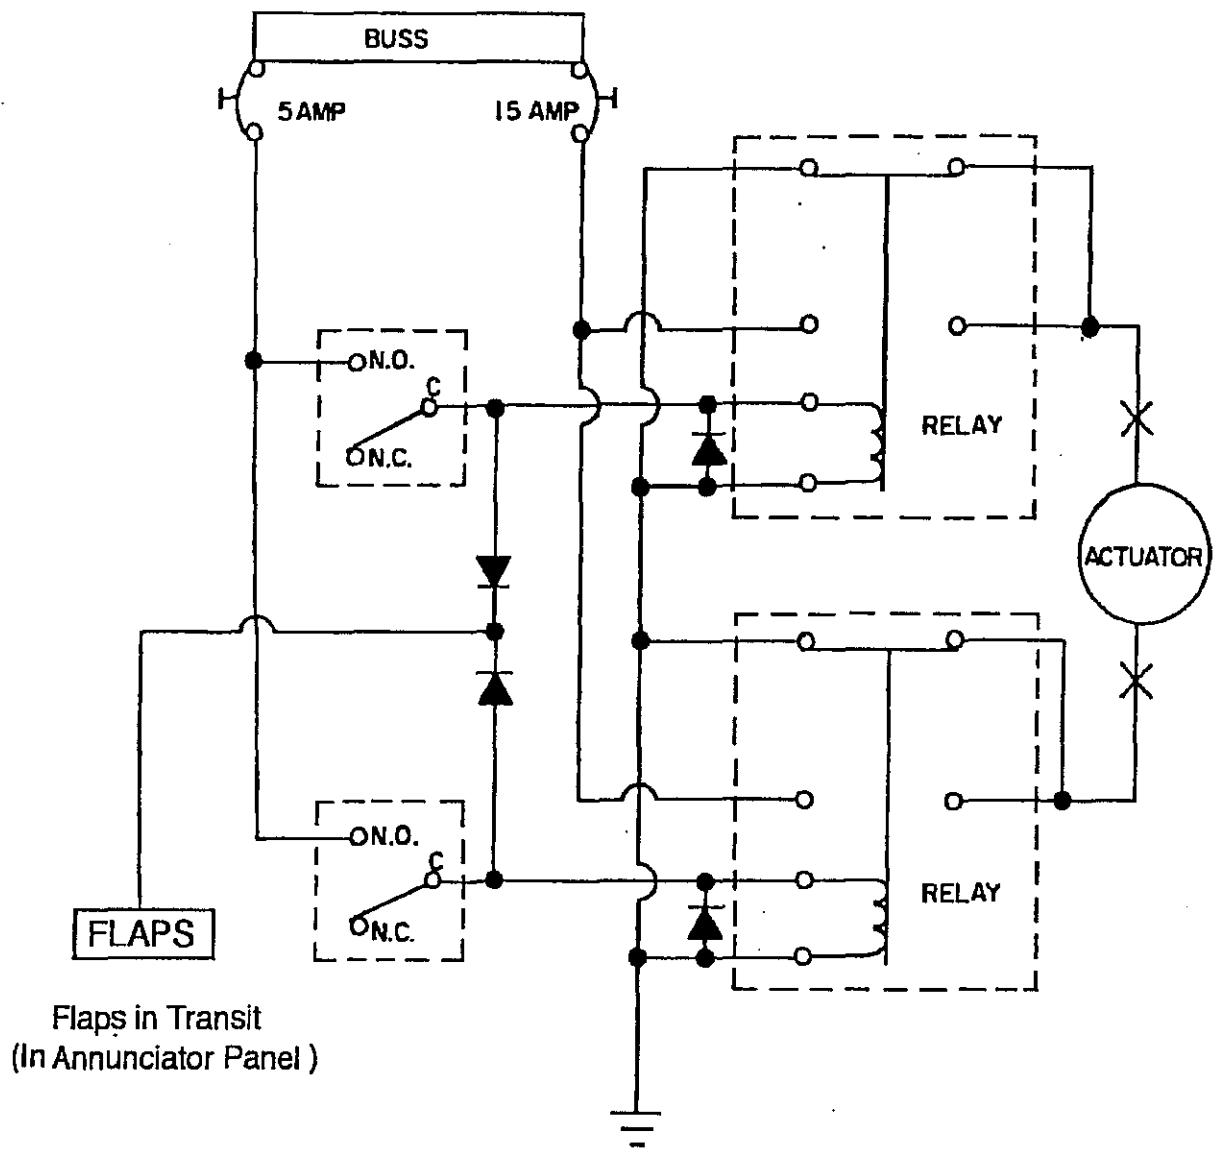 BUSS
5 AMP
15 AMP
N.O.
C
N.C.
RELAY
ACTUATOR
N.O.
C
N.C.
RELAY
FLAPS
Flaps in Transit
(In Annunciator Panel)